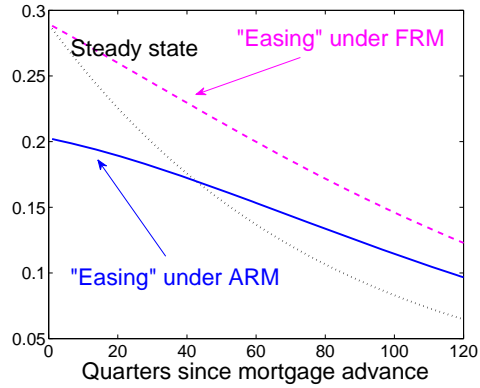 0.3
"Easing" under FRM
Steady state
0.25
0.2
0.15
"Easing" under ARM
0.1
0.05
0 20 40 60 80 100 120
Quarters since mortgage advance